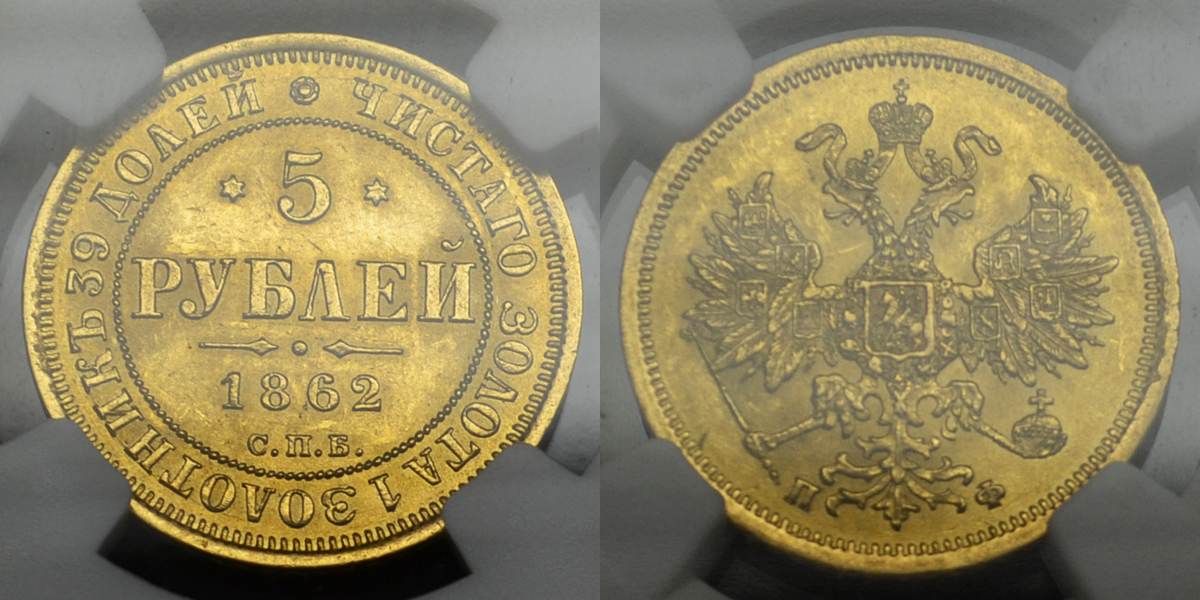 5
РУБЛЕЙ
1862
С.П.Б.
ЧИСТАГО ЗОЛОТА 1 ЗОЛОТНИКЪ 39 ДОЛЕЙ
П Ф